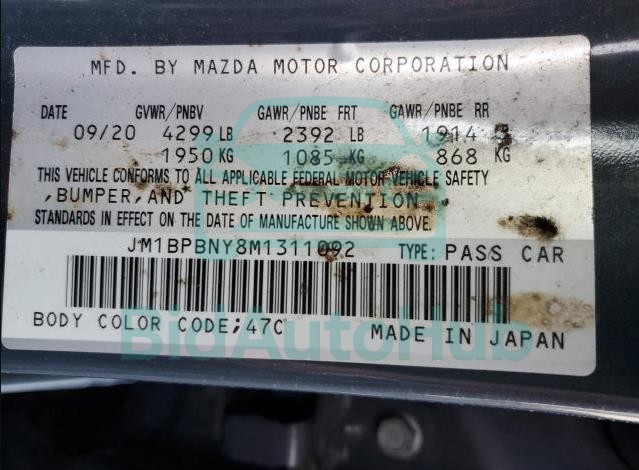 MFD. BY MAZDA MOTOR CORPORATION
DATE GVWR/PNBV GAWR/PNBE FRT GAWR/PNBE RR
09/20 4299 LB 2392 LB 1914 LB
1950 KG 1085 KG 868 KG
THIS VEHICLE CONFORMS TO ALL APPLICABLE FEDERAL MOTOR VEHICLE SAFETY
,BUMPER,AND THEFT PREVENTION
STANDARDS IN EFFECT ON THE DATE OF MANUFACTURE SHOWN ABOVE.
JM1BPBNY8M1311092 TYPE: PASS CAR
BODY COLOR CODE;47C MADE IN JAPAN
BidAutoHub